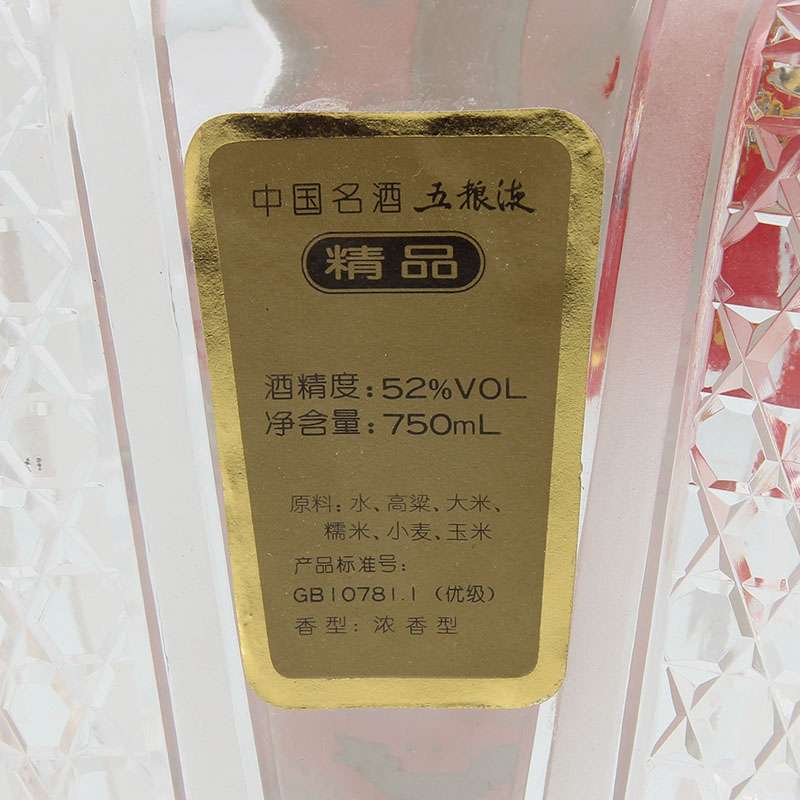 中国名酒 五粮液
精品
酒精度:52%VOL
净含量:750mL
原料:水、高粱、大米、
糯米、小麦、玉米
产品标准号:
GB10781.1(优级)
香型:浓香型